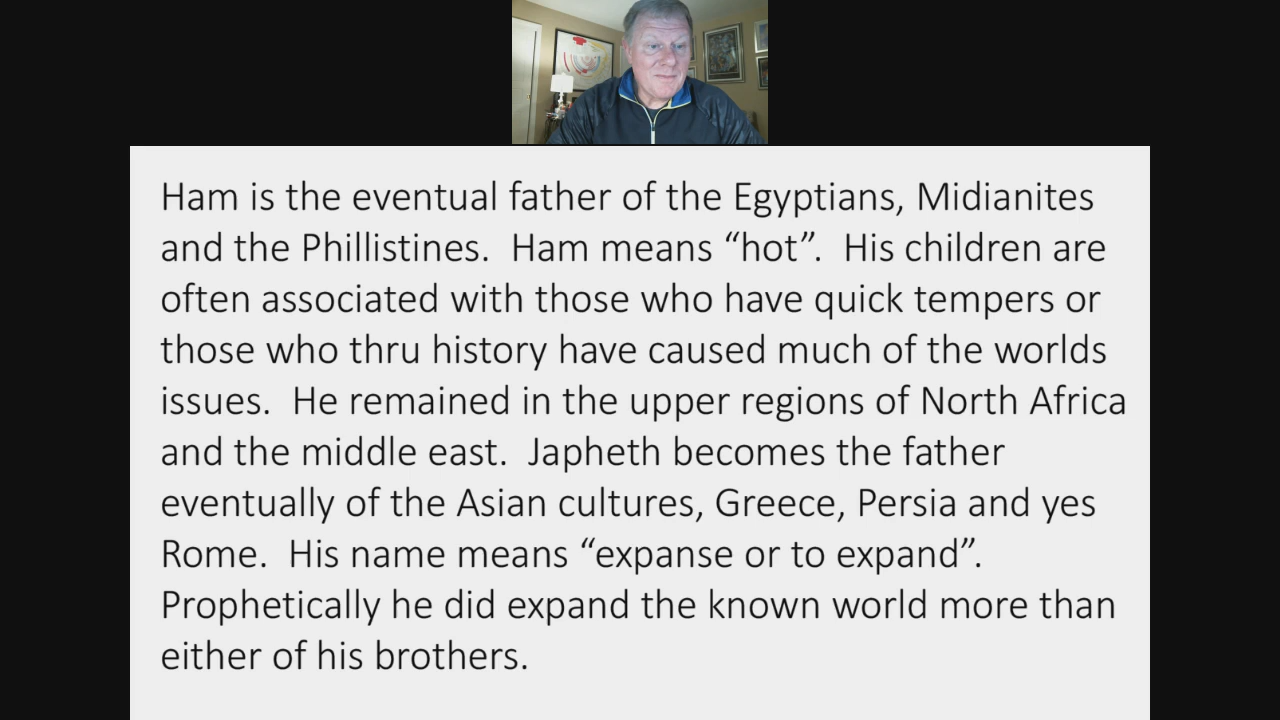 Ham is the eventual father of the Egyptians, Midianites
and the Phillistines.  Ham means “hot”.  His children are
often associated with those who have quick tempers or
those who thru history have caused much of the worlds
issues.  He remained in the upper regions of North Africa
and the middle east.  Japheth becomes the father
eventually of the Asian cultures, Greece, Persia and yes
Rome.  His name means “expanse or to expand”.
Prophetically he did expand the known world more than
either of his brothers.